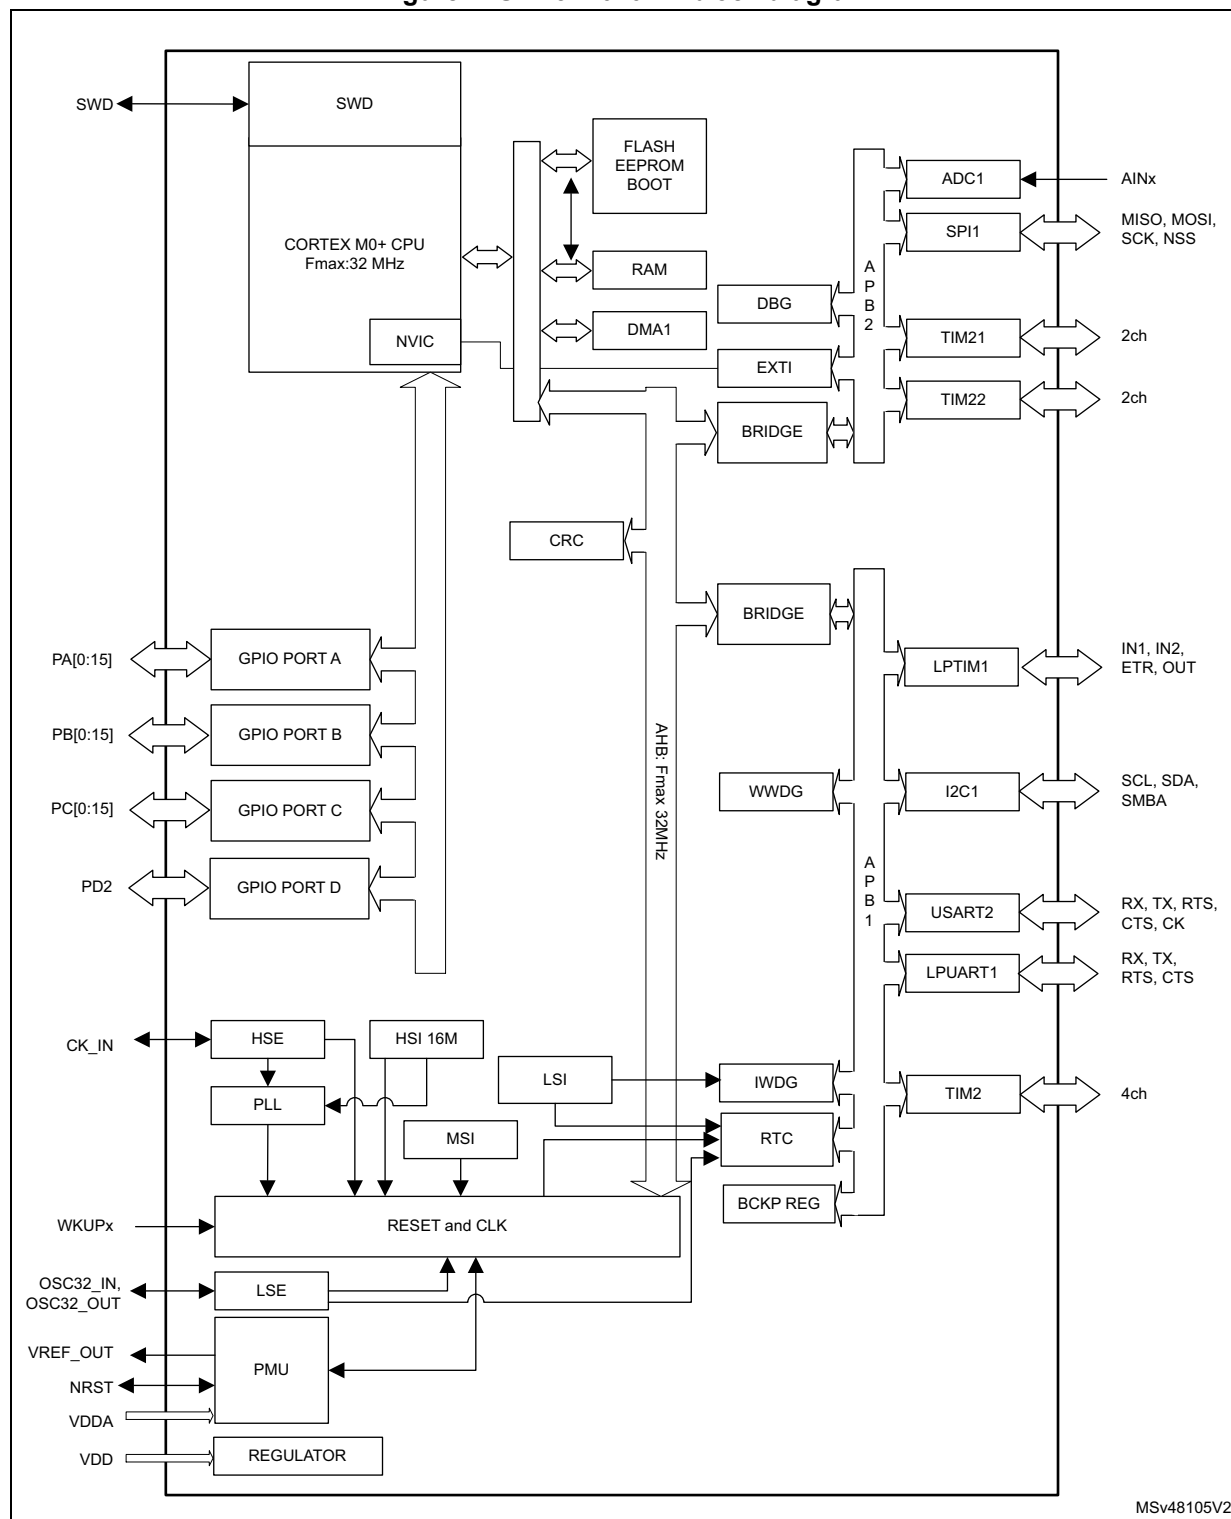 SWD
SWD
FLASH
EEPROM
BOOT
ADC1
AINx
CORTEX M0+ CPU
Fmax:32 MHz
SPI1
MISO, MOSI,
SCK, NSS
RAM
A
P
B
2
DBG
DMA1
NVIC
TIM21
2ch
EXTI
TIM22
2ch
BRIDGE
CRC
BRIDGE
PA[0:15]
GPIO PORT A
LPTIM1
IN1, IN2,
ETR, OUT
PB[0:15]
GPIO PORT B
AHB: Fmax 32MHz
PC[0:15]
GPIO PORT C
WWDG
I2C1
SCL, SDA,
SMBA
PD2
GPIO PORT D
A
P
B
1
USART2
RX, TX, RTS,
CTS, CK
LPUART1
RX, TX,
RTS, CTS
CK_IN
HSE
HSI 16M
LSI
IWDG
TIM2
4ch
PLL
MSI
RTC
BCKP REG
WKUPx
RESET and CLK
OSC32_IN,
OSC32_OUT
LSE
VREF_OUT
PMU
NRST
VDDA
VDD
REGULATOR
MSv48105V2